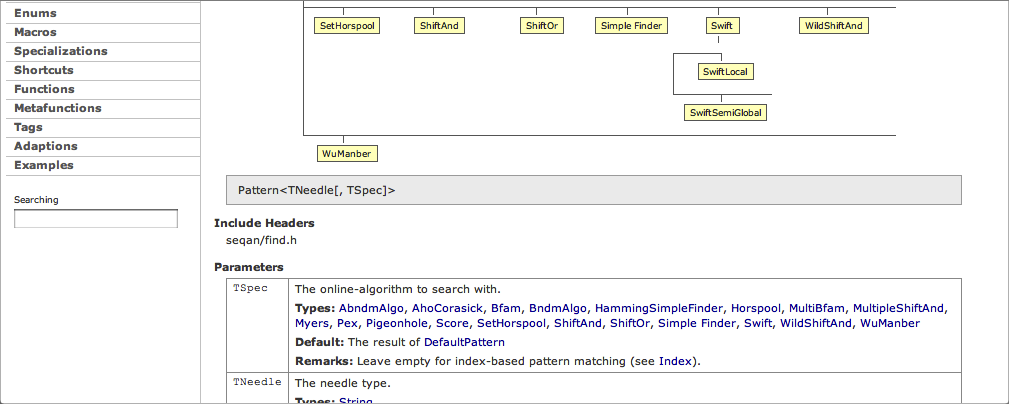 Enums
Macros
Specializations
Shortcuts
Functions
Metafunctions
Tags
Adaptions
Examples
Searching
SetHorspool
ShiftAnd
ShiftOr
Simple Finder
Swift
WildShiftAnd
SwiftLocal
SwiftSemiGlobal
WuManber
Pattern<TNeedle[, TSpec]>
Include Headers
seqan/find.h
Parameters
TSpec
The online-algorithm to search with.
Types: AbndmAlgo, AhoCorasick, Bfam, BndmAlgo, HammingSimpleFinder, Horspool, MultiBfam, MultipleShiftAnd,
Myers, Pex, Pigeonhole, Score, SetHorspool, ShiftAnd, ShiftOr, Simple Finder, Swift, WildShiftAnd, WuManber
Default: The result of DefaultPattern
Remarks: Leave empty for index-based pattern matching (see Index).
TNeedle
The needle type.
Types: String